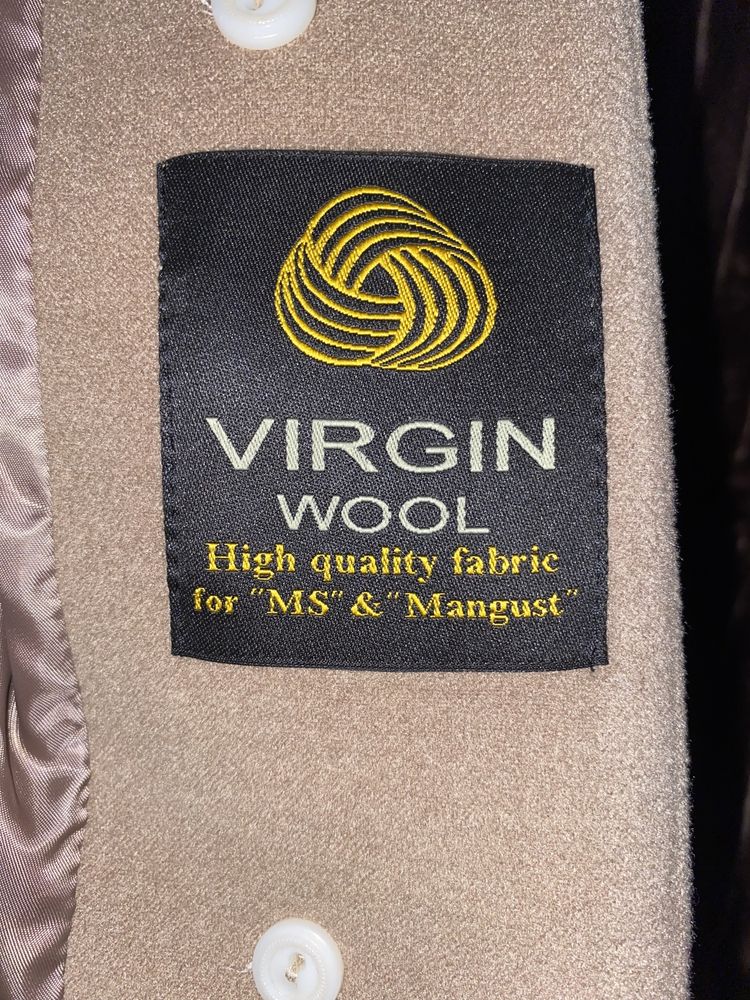 VIRGIN
WOOL
High quality fabric
for "MS" & "Mangust"